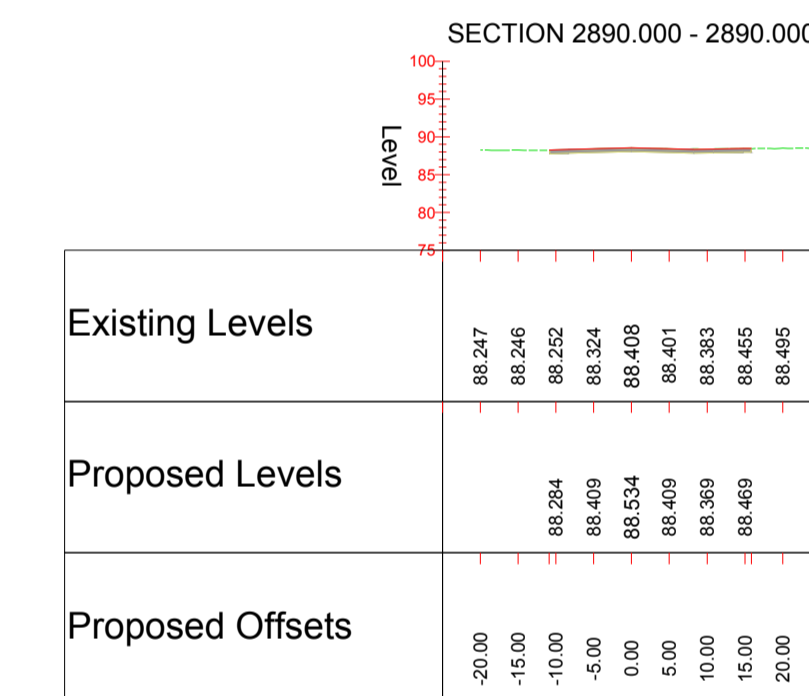 SECTION 2890.000 - 2890.000
Level
100
95
90
85
80
75
Existing Levels
88.247 88.246 88.252 88.324 88.408 88.401 88.383 88.455 88.495
Proposed Levels
88.284 88.409 88.534 88.409 88.369 88.469
Proposed Offsets
-20.00 -15.00 -10.00 -5.00 0.00 5.00 10.00 15.00 20.00